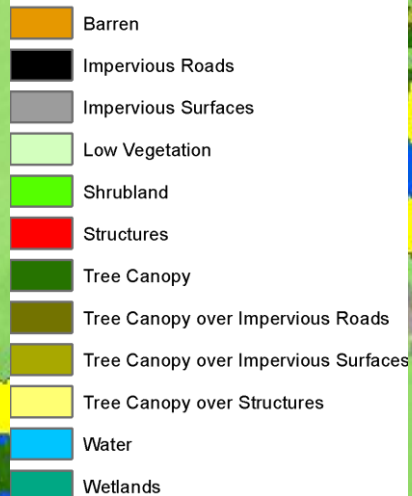 Barren
Impervious Roads
Impervious Surfaces
Low Vegetation
Shrubland
Structures
Tree Canopy
Tree Canopy over Impervious Roads
Tree Canopy over Impervious Surfaces
Tree Canopy over Structures
Water
Wetlands